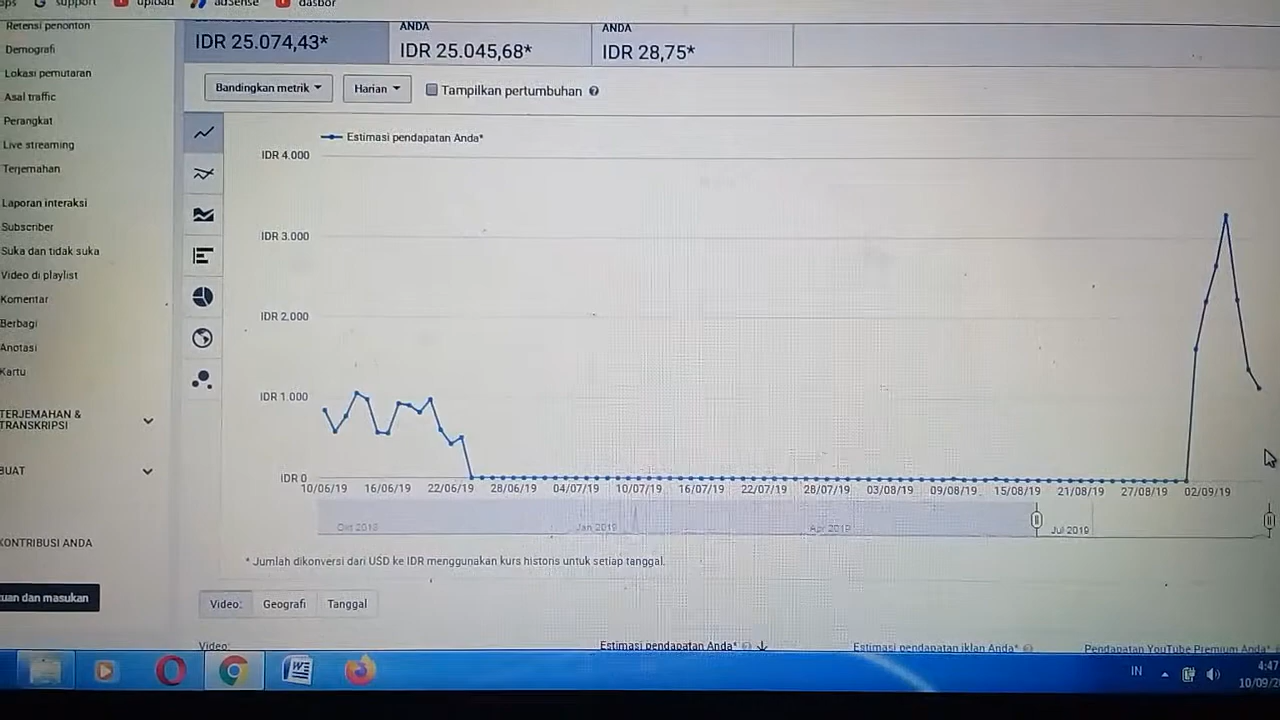 support
upload
adSense
dasbor
Retensi penonton
Demografi
Lokasi pemutaran
Asal traffic
Perangkat
Live streaming
Terjemahan
Laporan interaksi
Subscriber
Suka dan tidak suka
Video di playlist
Komentar
Berbagi
Anotasi
Kartu
TERJEMAHAN &
TRANSKRIPSI
BUAT
KONTRIBUSI ANDA
dan masukan
IDR 25.074,43*
ANDA
IDR 25.045,68*
ANDA
IDR 28,75*
Bandingkan metrik
Harian
Tampilkan pertumbuhan
Estimasi pendapatan Anda*
IDR 4.000
IDR 3.000
IDR 2.000
IDR 1.000
IDR 0
10/06/19 16/06/19 22/06/19 28/06/19 04/07/19 10/07/19 16/07/19 22/07/19 28/07/19 03/08/19 09/08/19 15/08/19 21/08/19 27/08/19 02/09/19
Okt 2018 Jan 2019 Apr 2019 Jul 2019
* Jumlah dikonversi dari USD ke IDR menggunakan kurs historis untuk setiap tanggal.
Video: Geografi Tanggal
Video: Estimasi pendapatan Anda* Estimasi pendapatan iklan Anda* Pendapatan YouTube Premium Anda*
IN
4:47